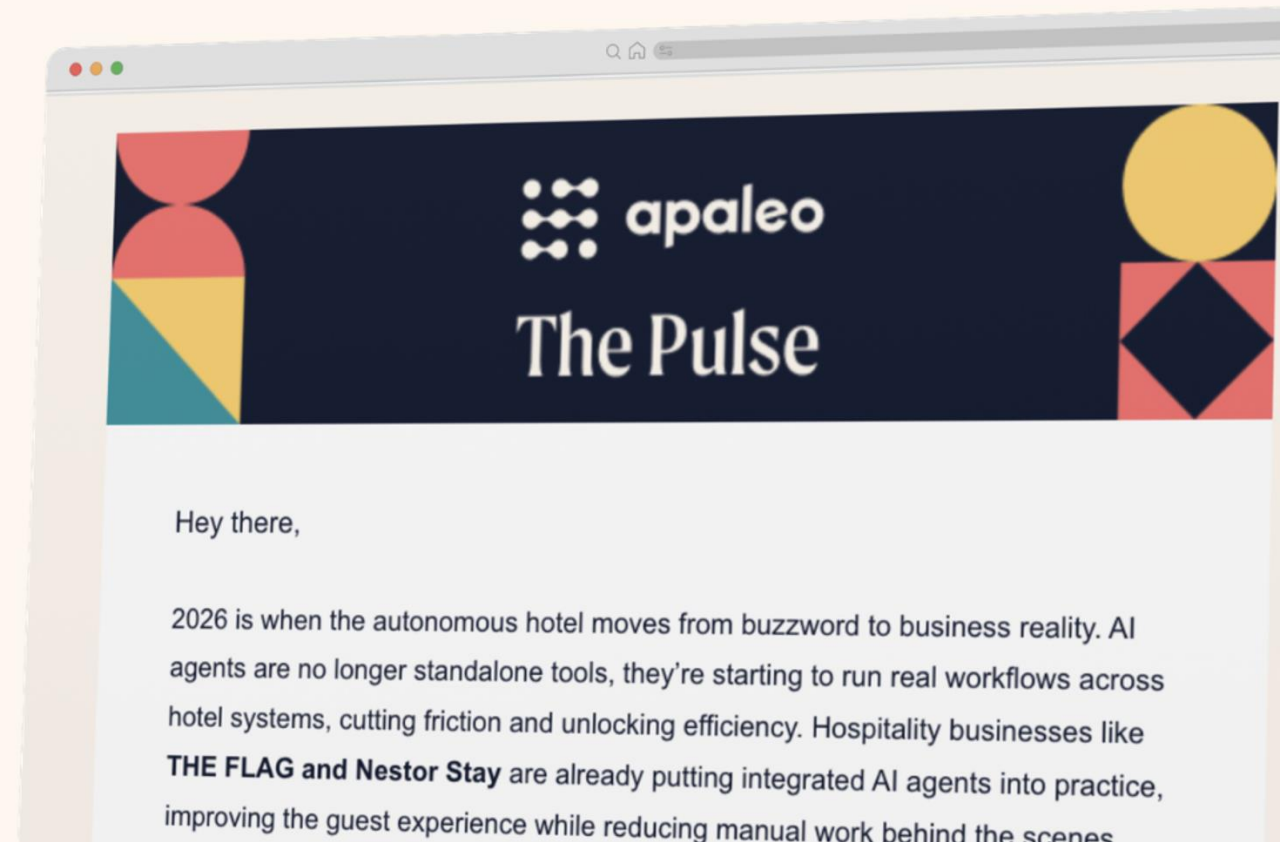 apaleo
The Pulse
Hey there,
2026 is when the autonomous hotel moves from buzzword to business reality. AI
agents are no longer standalone tools, they’re starting to run real workflows across
hotel systems, cutting friction and unlocking efficiency. Hospitality businesses like
THE FLAG and Nestor Stay are already putting integrated AI agents into practice,
improving the guest experience while reducing manual work behind the scenes